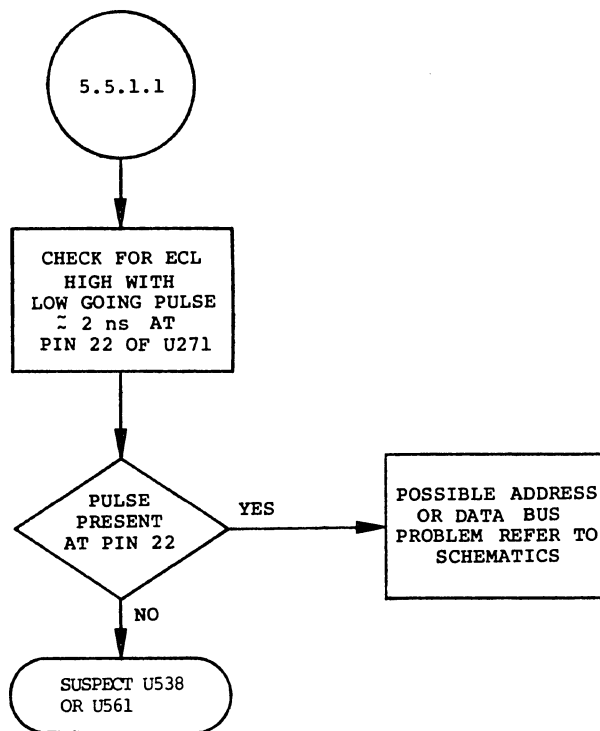 5.5.1.1
CHECK FOR ECL
HIGH WITH
LOW GOING PULSE
≈ 2 ns AT
PIN 22 OF U271
PULSE
PRESENT
AT PIN 22
YES
POSSIBLE ADDRESS
OR DATA BUS
PROBLEM REFER TO
SCHEMATICS
NO
SUSPECT U538
OR U561